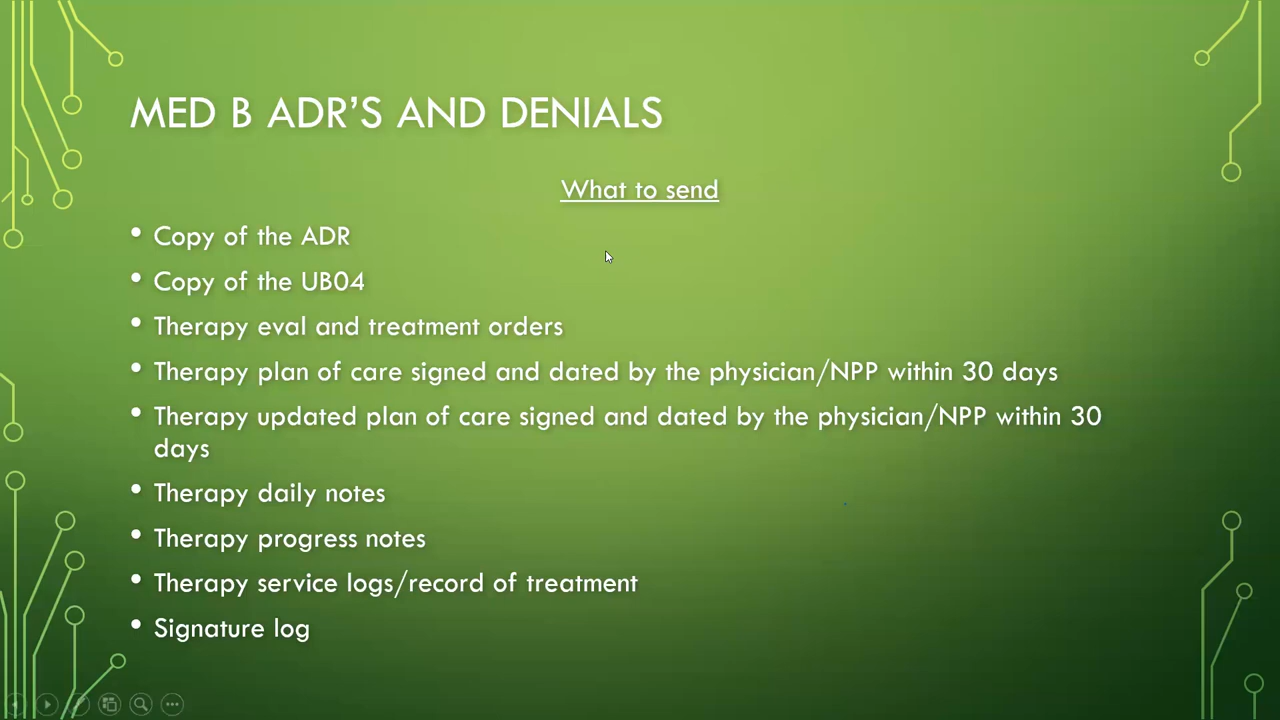 MED B ADR’S AND DENIALS
What to send
• Copy of the ADR
• Copy of the UB04
• Therapy eval and treatment orders
• Therapy plan of care signed and dated by the physician/NPP within 30 days
• Therapy updated plan of care signed and dated by the physician/NPP within 30
days
• Therapy daily notes
• Therapy progress notes
• Therapy service logs/record of treatment
• Signature log